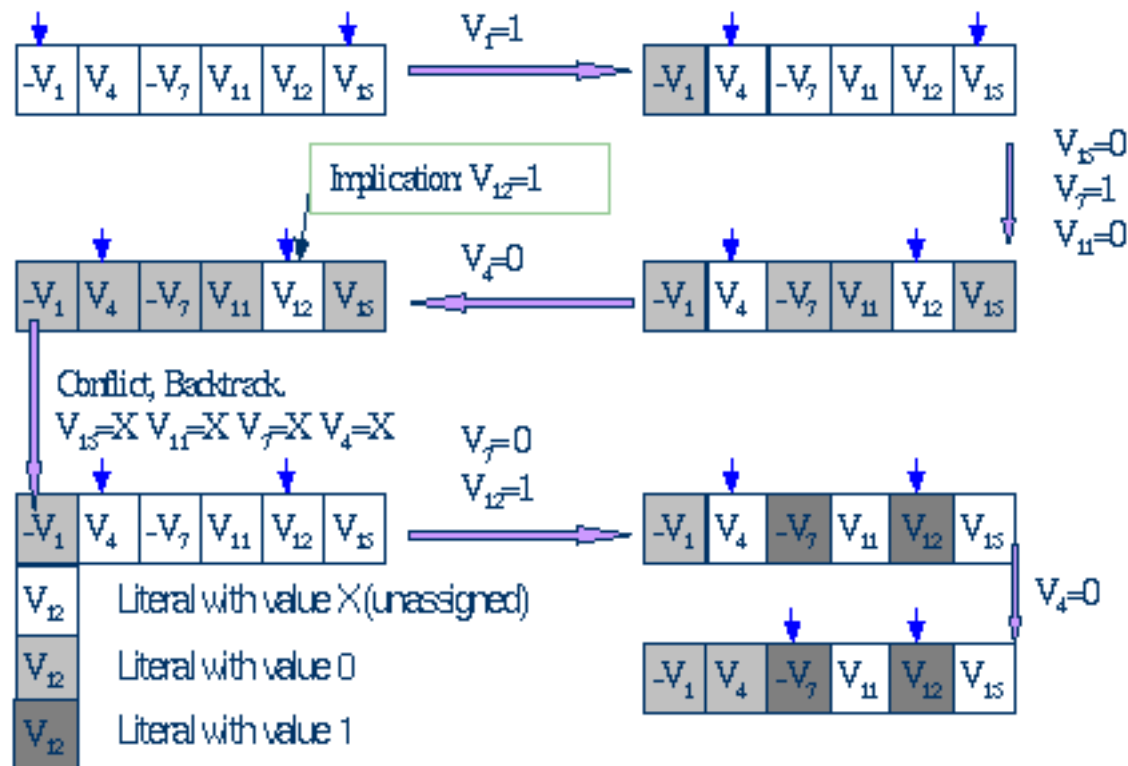 V₁=1
-V₁ V₄ -V₇ V₁₁ V₁₂ V₁₅
-V₁ V₄ -V₇ V₁₁ V₁₂ V₁₅
V₁₅=0
V₇=1
V₁₁=0
Implication: V₁₂=1
V₄=0
-V₁ V₄ -V₇ V₁₁ V₁₂ V₁₅
-V₁ V₄ -V₇ V₁₁ V₁₂ V₁₅
Conflict, Backtrack.
V₁₅=X V₁₁=X V₇=X V₄=X
V₇=0
V₁₂=1
-V₁ V₄ -V₇ V₁₁ V₁₂ V₁₅
-V₁ V₄ -V₇ V₁₁ V₁₂ V₁₅
V₄=0
V₁₂ Literal with value X (unassigned)
V₁₂ Literal with value 0
-V₁ V₄ -V₇ V₁₁ V₁₂ V₁₅
V₁₂ Literal with value 1